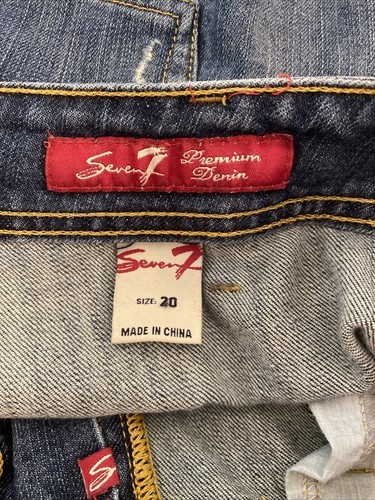 Seven7 Premium
Denim
Seven7
SIZE: 20
MADE IN CHINA
S